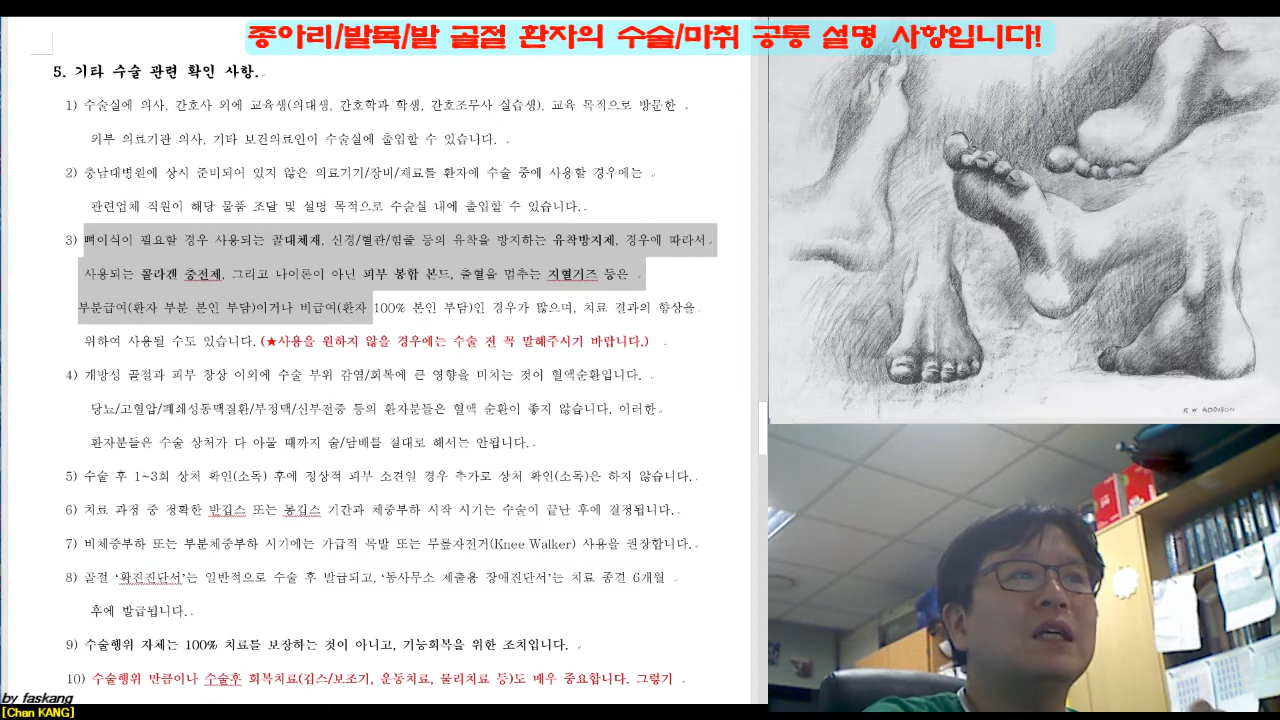 종아리/발목/발 골절 환자의 수술/마취 공통 설명 사항입니다!
5. 기타 수술 관련 확인 사항.
1) 수술실에 의사, 간호사 외에 교육생(의대생, 간호학과 학생, 간호조무사 실습생), 교육 목적으로 방문한
외부 의료기관 의사, 기타 보건의료인이 수술실에 출입할 수 있습니다.
2) 충남대병원에 상시 준비되어 있지 않은 의료기기/장비/재료를 환자에 수술 중에 사용할 경우에는
관련업체 직원이 해당 물품 조달 및 설명 목적으로 수술실 내에 출입할 수 있습니다.
3) 뼈이식이 필요할 경우 사용되는 골대체재, 신경/혈관/힘줄 등의 유착을 방지하는 유착방지제, 경우에 따라서
사용되는 콜라겐 충전제, 그리고 나이론이 아닌 피부 봉합 본드, 출혈을 멈추는 지혈거즈 등은
부분급여(환자 부분 본인 부담)이거나 비급여(환자 100% 본인 부담)인 경우가 많으며, 치료 결과의 향상을
위하여 사용될 수도 있습니다. (★사용을 원하지 않을 경우에는 수술 전 꼭 말해주시기 바랍니다.)
4) 개방성 골절과 피부 창상 이외에 수술 부위 감염/회복에 큰 영향을 미치는 것이 혈액순환입니다.
당뇨/고혈압/폐쇄성동맥질환/부정맥/신부전증 등의 환자분들은 혈액 순환이 좋지 않습니다. 이러한
환자분들은 수술 상처가 다 아물 때까지 술/담배를 절대로 해서는 안됩니다.
5) 수술 후 1~3회 상처 확인(소독) 후에 정상적 피부 소견일 경우 추가로 상처 확인(소독)은 하지 않습니다.
6) 치료 과정 중 정확한 반깁스 또는 통깁스 기간과 체중부하 시작 시기는 수술이 끝난 후에 결정됩니다.
7) 비체중부하 또는 부분체중부하 시기에는 가급적 목발 또는 무릎자전거(Knee Walker) 사용을 권장합니다.
8) 골절 '확진진단서'는 일반적으로 수술 후 발급되고, '동사무소 제출용 장애진단서'는 치료 종결 6개월
후에 발급됩니다.
9) 수술행위 자체는 100% 치료를 보장하는 것이 아니고, 기능회복을 위한 조치입니다.
10) 수술행위 만큼이나 수술후 회복치료(깁스/보조기, 운동치료, 물리치료 등)도 매우 중요합니다. 그렇기
by faskang
[Chan KANG]
R W ADDISON